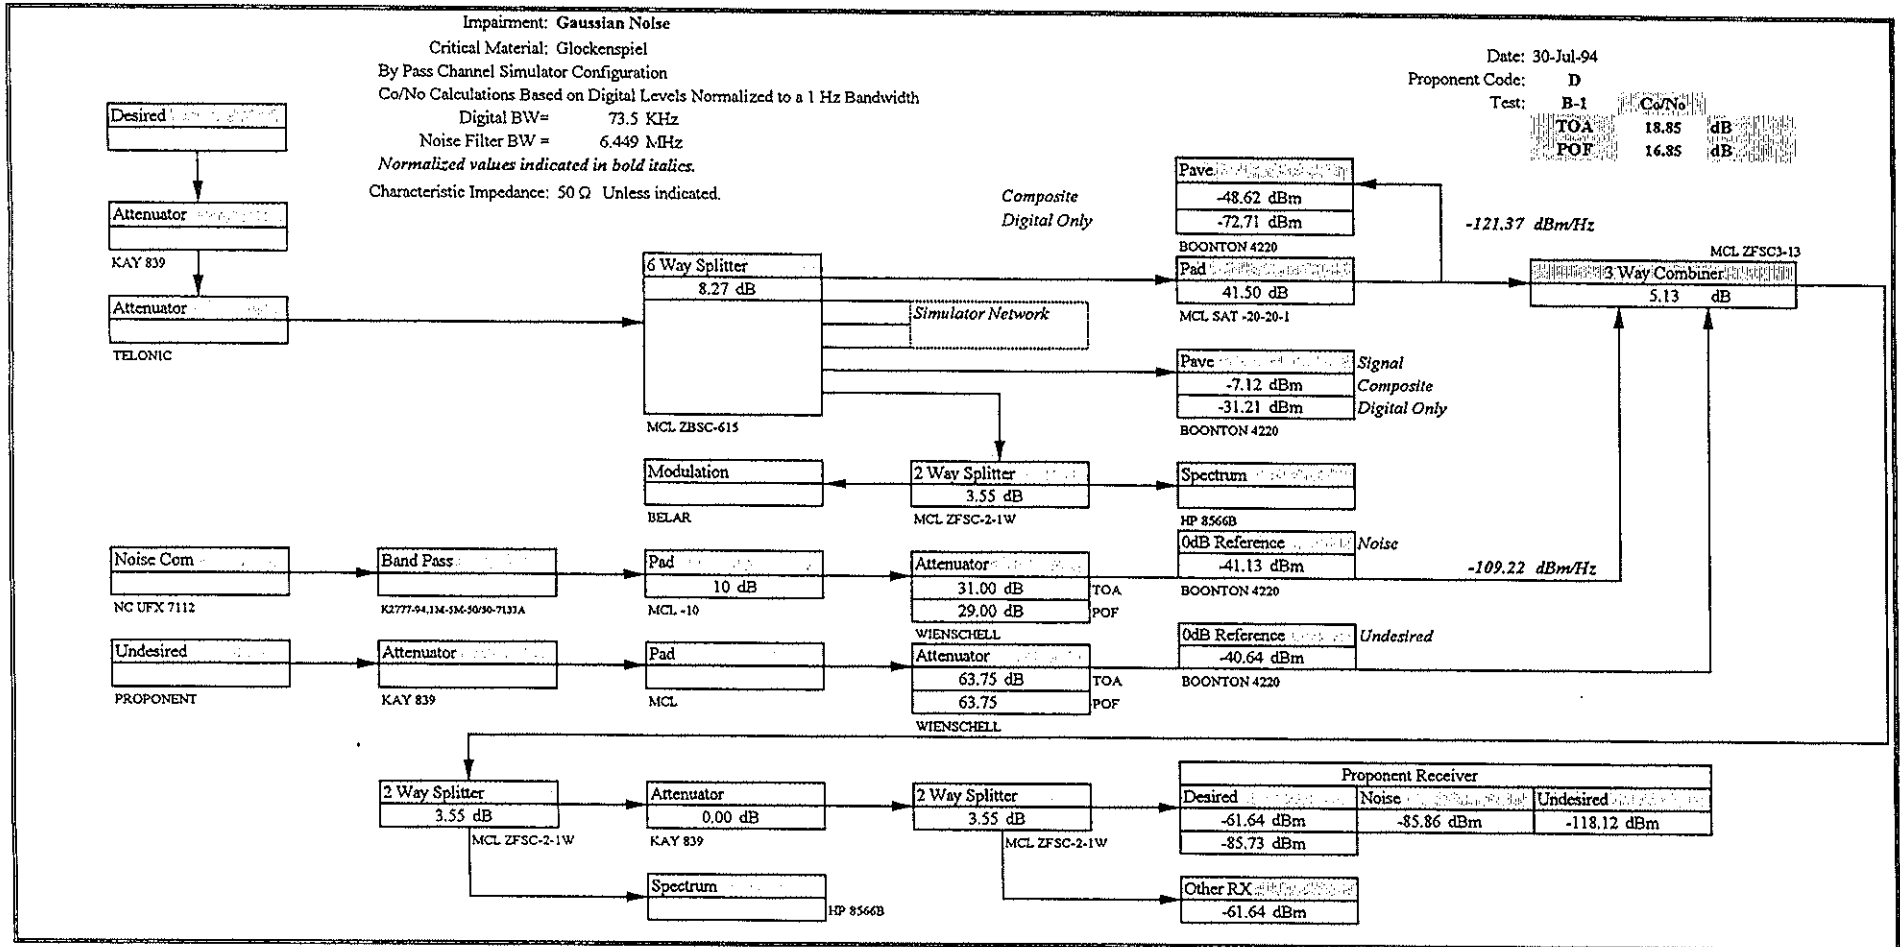 Impairment: Gaussian Noise
Critical Material: Glockenspiel
By Pass Channel Simulator Configuration
Co/No Calculations Based on Digital Levels Normalized to a 1 Hz Bandwidth
Digital BW= 73.5 KHz
Noise Filter BW = 6.449 MHz
Normalized values indicated in bold italics.
Characteristic Impedance: 50 Ω Unless indicated.
Date: 30-Jul-94
Proponent Code: D
Test: B-1 Co/No
TOA 18.85 dB
POF 16.85 dB
Desired
Attenuator
KAY 839
Attenuator
TELONIC
6 Way Splitter
8.27 dB
MCL ZBSC-615
Simulator Network
Composite
Digital Only
Pave
-48.62 dBm
-72.71 dBm
BOONTON 4220
-121.37 dBm/Hz
Pad
41.50 dB
MCL SAT -20-20-1
MCL ZFSC3-13
3 Way Combiner
5.13 dB
Pave Signal
-7.12 dBm Composite
-31.21 dBm Digital Only
BOONTON 4220
Modulation
BELAR
2 Way Splitter
3.55 dB
MCL ZFSC-2-1W
Spectrum
HP 8566B
Noise Com
NC UFX 7112
Band Pass
K2777-94.1M-5M-50/50-7133A
Pad
10 dB
MCL -10
Attenuator
31.00 dB TOA
29.00 dB POF
WIENSCHELL
0dB Reference Noise
-41.13 dBm
BOONTON 4220
-109.22 dBm/Hz
Undesired
PROPONENT
Attenuator
KAY 839
Pad
MCL
Attenuator
63.75 dB TOA
63.75 POF
WIENSCHELL
0dB Reference Undesired
-40.64 dBm
BOONTON 4220
2 Way Splitter
3.55 dB
MCL ZFSC-2-1W
Attenuator
0.00 dB
KAY 839
2 Way Splitter
3.55 dB
MCL ZFSC-2-1W
Proponent Receiver
Desired Noise Undesired
-61.64 dBm -85.86 dBm -118.12 dBm
-85.73 dBm
Spectrum
HP 8566B
Other RX
-61.64 dBm